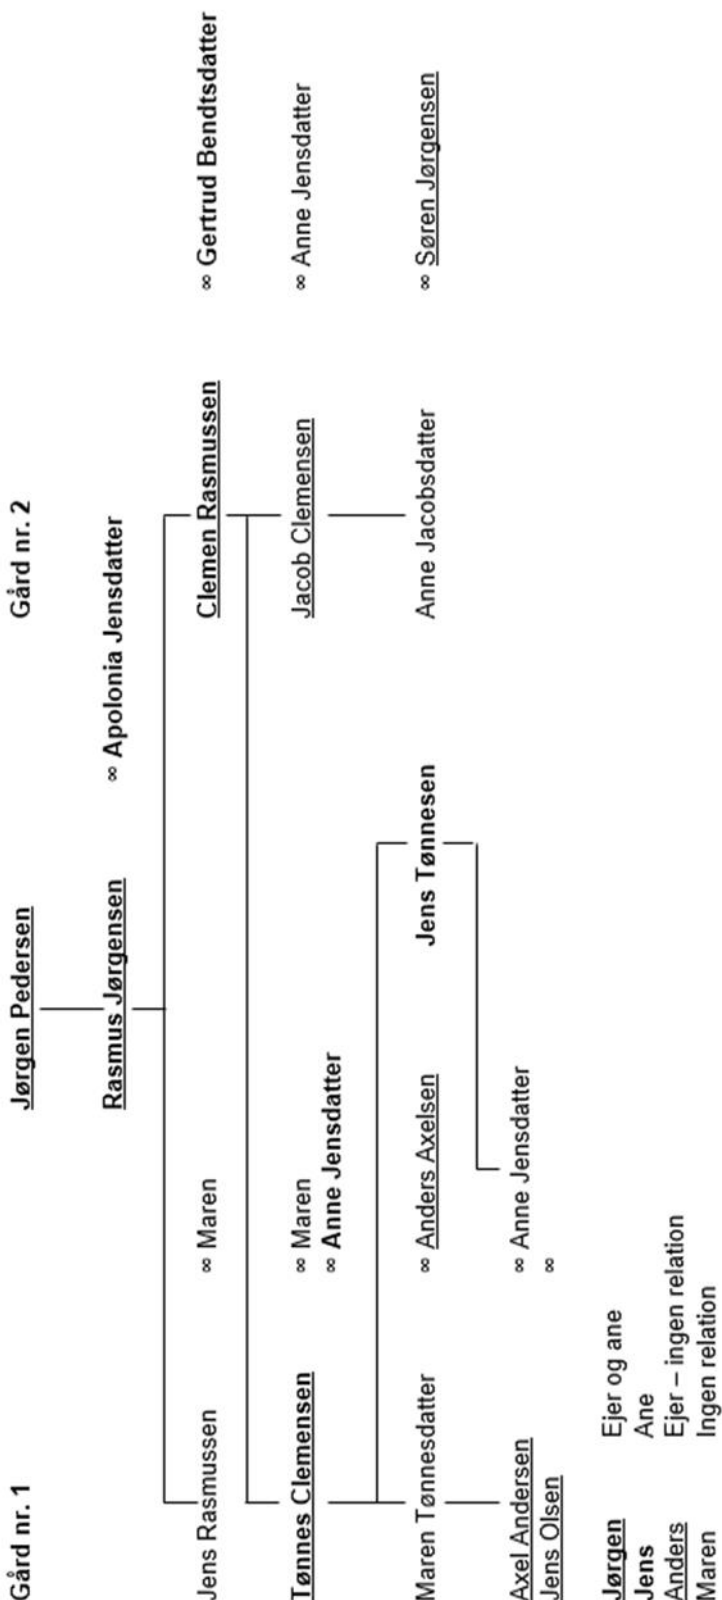 Gård nr. 1
Jørgen Pedersen
Gård nr. 2
Rasmus Jørgensen
∞ Apolonia Jensdatter
Jens Rasmussen
∞ Maren
Clemen Rasmussen
∞ Gertrud Bendtsdatter
Tønnes Clemensen
∞ Maren
∞ Anne Jensdatter
Jacob Clemensen
∞ Anne Jensdatter
Maren Tønnesdatter
∞ Anders Axelsen
Jens Tønnesen
Anne Jacobsdatter
∞ Søren Jørgensen
Axel Andersen
∞ Anne Jensdatter
Jens Olsen
∞
Jørgen Ejer og ane
Jens Ane
Anders Ejer – ingen relation
Maren Ingen relation